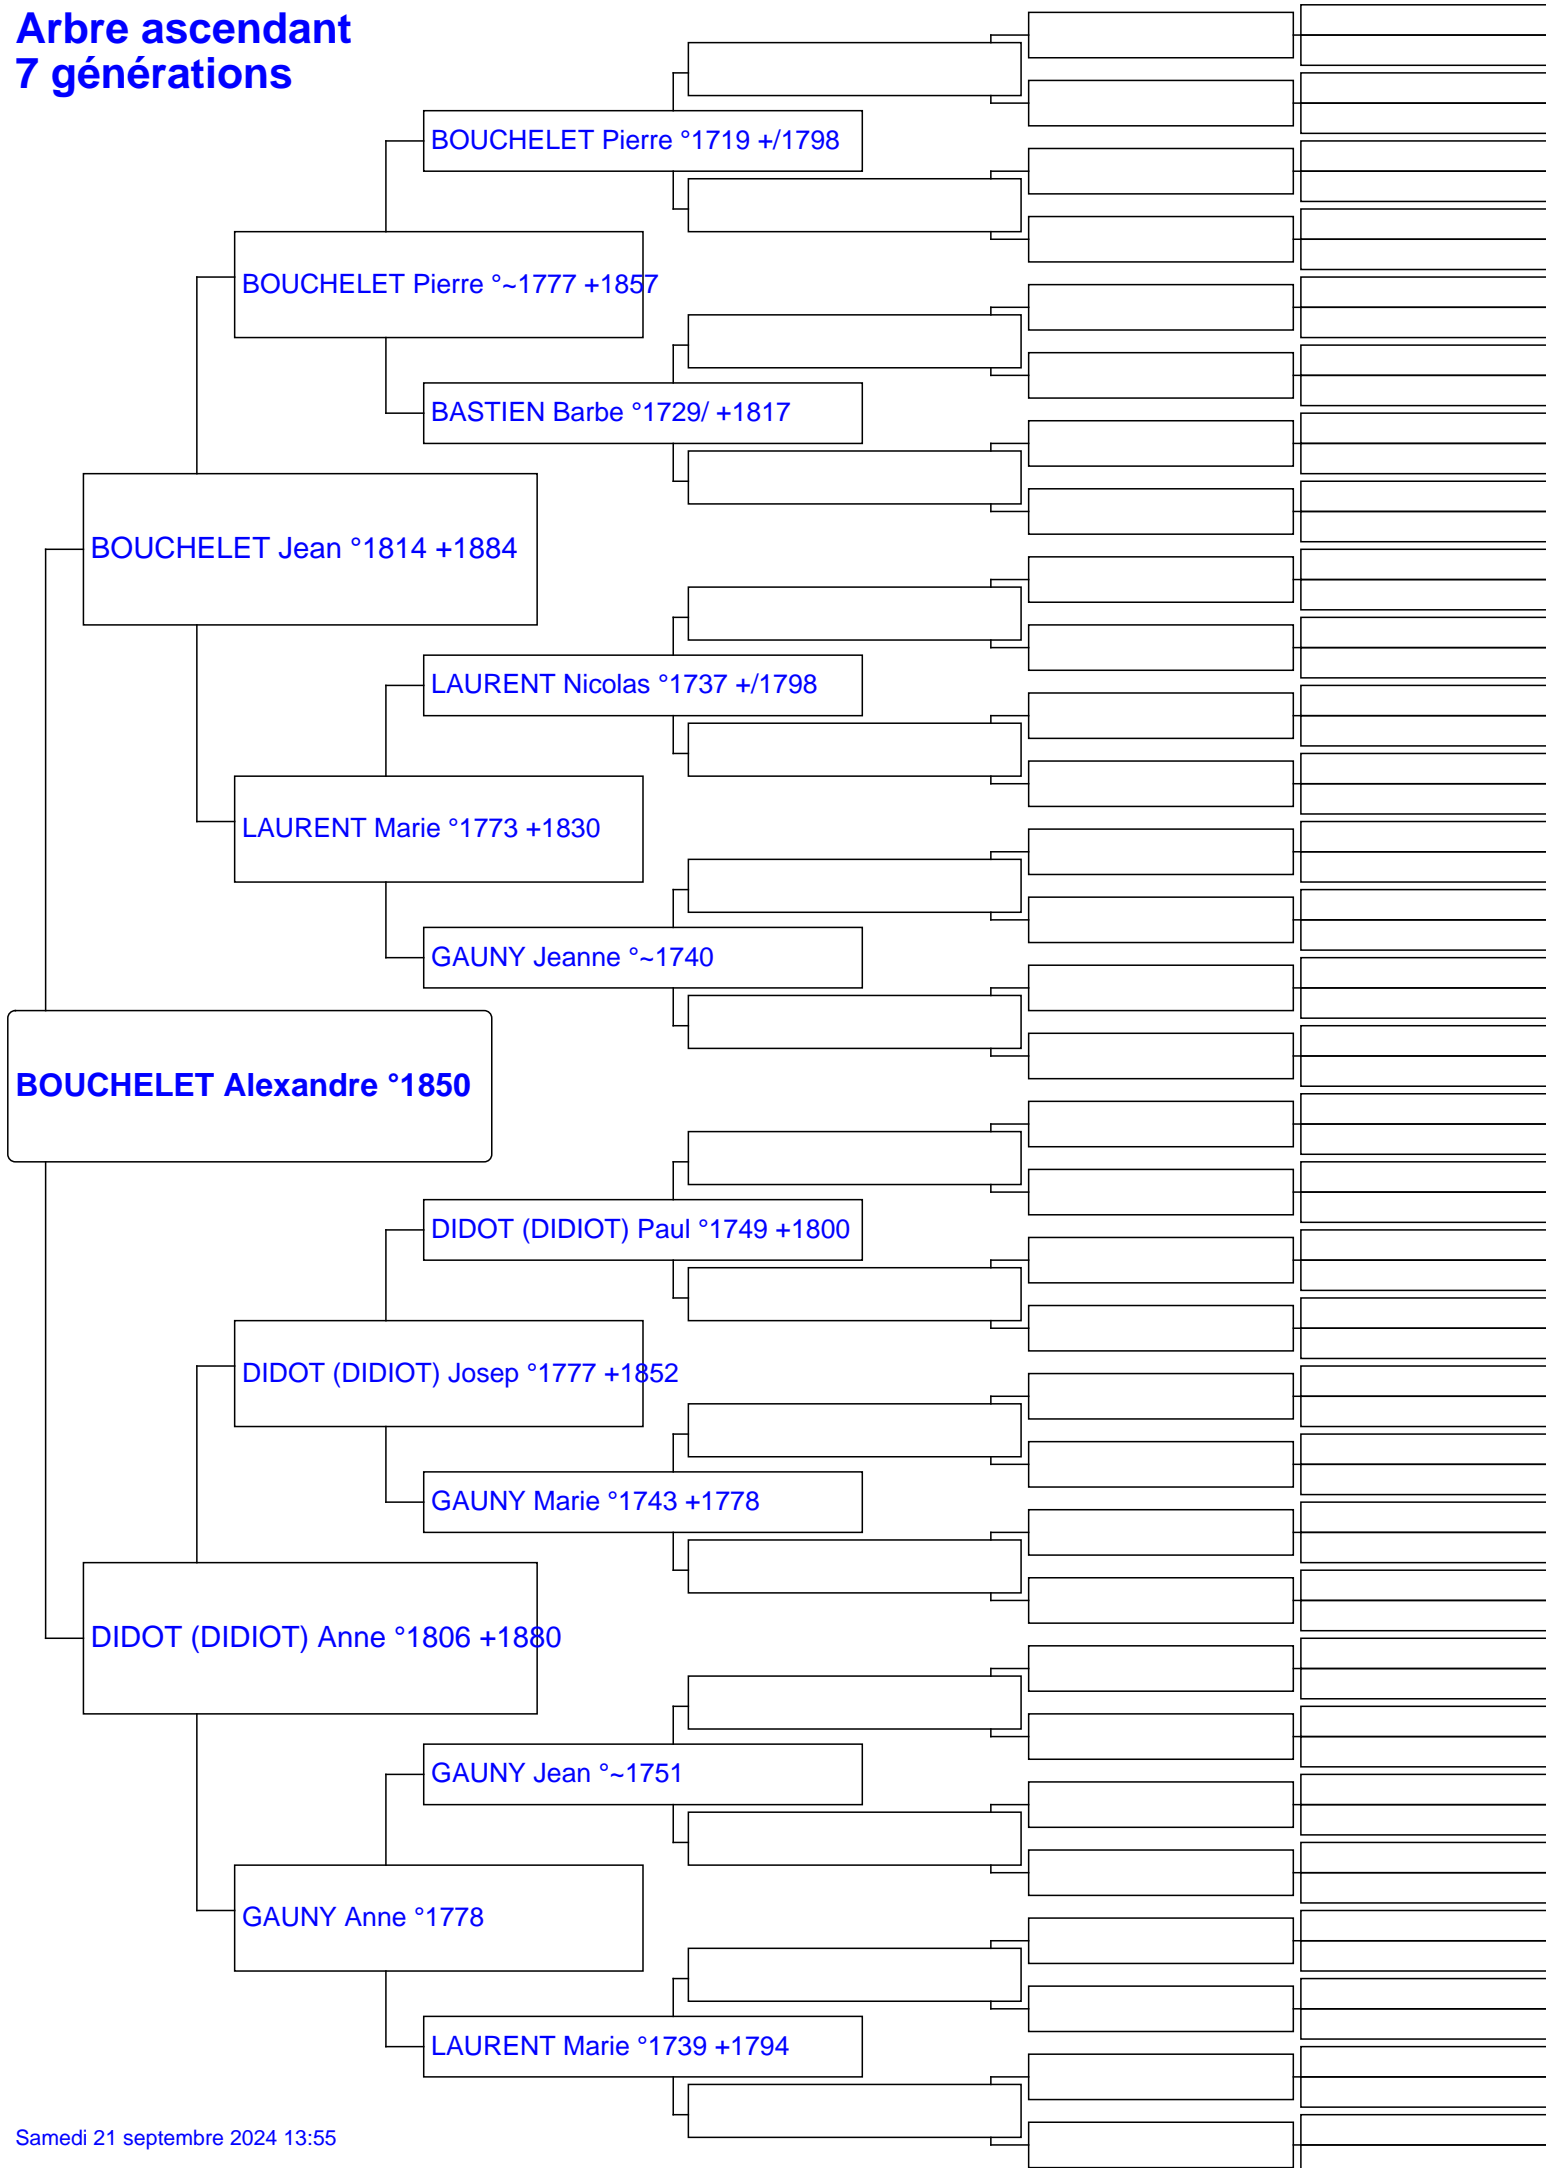 Arbre ascendant
7 générations
BOUCHELET Pierre °1719 +/1798
BOUCHELET Pierre °~1777 +1857
BASTIEN Barbe °1729/ +1817
BOUCHELET Jean °1814 +1884
LAURENT Nicolas °1737 +/1798
LAURENT Marie °1773 +1830
GAUNY Jeanne °~1740
BOUCHELET Alexandre °1850
DIDOT (DIDIOT) Paul °1749 +1800
DIDOT (DIDIOT) Josep °1777 +1852
GAUNY Marie °1743 +1778
DIDOT (DIDIOT) Anne °1806 +1880
GAUNY Jean °~1751
GAUNY Anne °1778
LAURENT Marie °1739 +1794
Samedi 21 septembre 2024 13:55